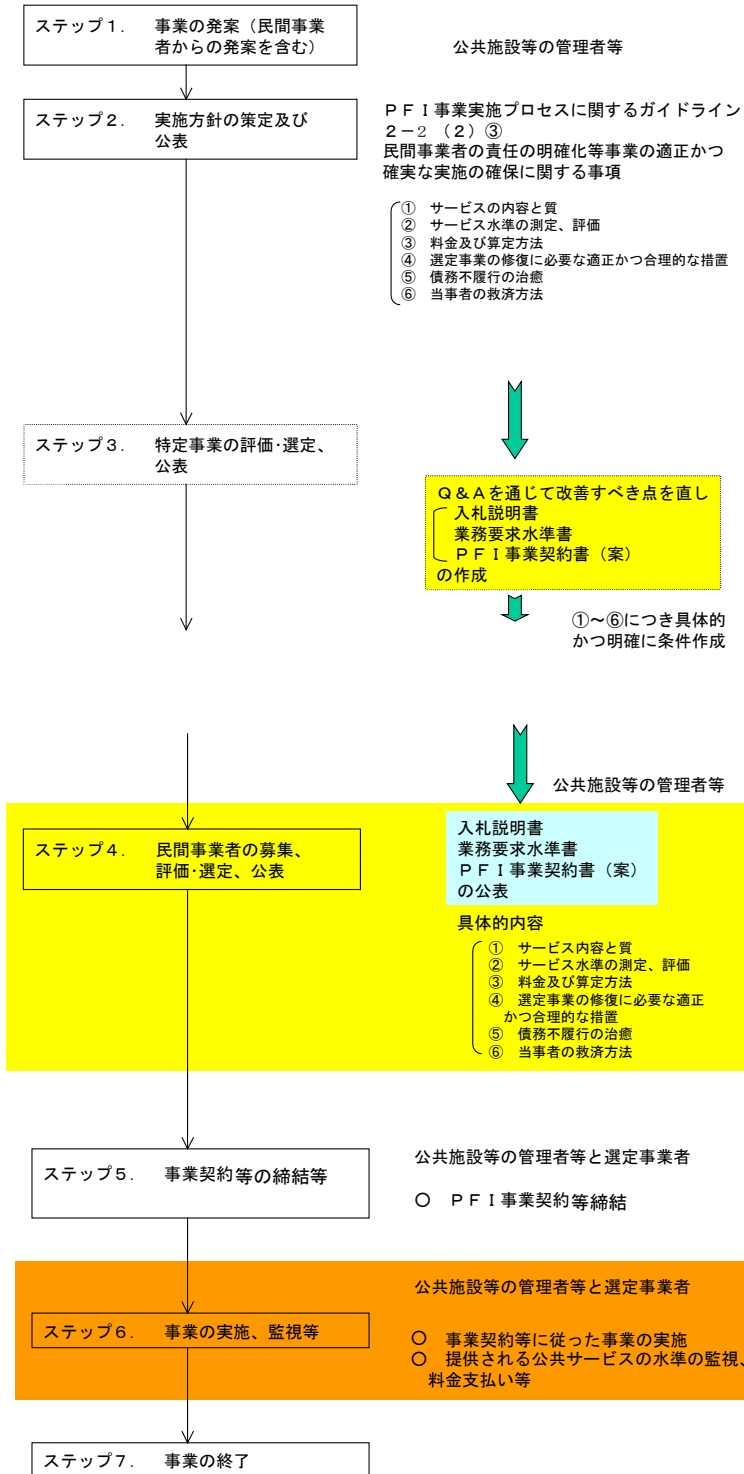 ステップ１． 事業の発案（民間事業
者からの発案を含む）
公共施設等の管理者等
ステップ２． 実施方針の策定及び
公表
ＰＦＩ事業実施プロセスに関するガイドライン
２－２（２）③
民間事業者の責任の明確化等事業の適正かつ
確実な実施の確保に関する事項
① サービスの内容と質
② サービス水準の測定、評価
③ 料金及び算定方法
④ 選定事業の修復に必要な適正かつ合理的な措置
⑤ 債務不履行の治癒
⑥ 当事者の救済方法
ステップ３． 特定事業の評価･選定、
公表
Ｑ＆Ａを通じて改善すべき点を直し
入札説明書
業務要求水準書
ＰＦＩ事業契約書（案）
の作成
①～⑥につき具体的
かつ明確に条件作成
公共施設等の管理者等
ステップ４． 民間事業者の募集、
評価･選定、公表
入札説明書
業務要求水準書
ＰＦＩ事業契約書（案）
の公表
具体的内容
① サービス内容と質
② サービス水準の測定、評価
③ 料金及び算定方法
④ 選定事業の修復に必要な適正
かつ合理的な措置
⑤ 債務不履行の治癒
⑥ 当事者の救済方法
ステップ５． 事業契約等の締結等
公共施設等の管理者等と選定事業者
○ ＰＦＩ事業契約等締結
公共施設等の管理者等と選定事業者
ステップ６． 事業の実施、監視等
○ 事業契約等に従った事業の実施
○ 提供される公共サービスの水準の監視、
料金支払い等
ステップ７． 事業の終了